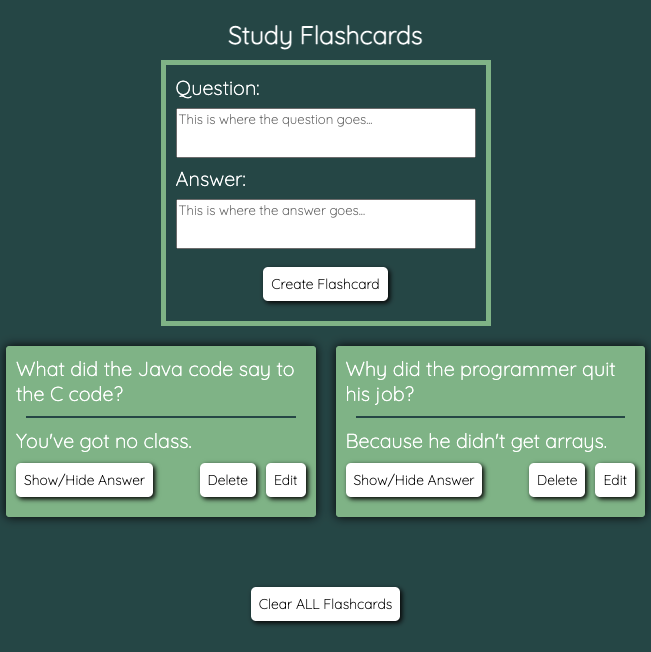 Study Flashcards
Question:
This is where the question goes...
Answer:
This is where the answer goes...
Create Flashcard
What did the Java code say to
the C code?
You've got no class.
Show/Hide Answer
Delete
Edit
Why did the programmer quit
his job?
Because he didn't get arrays.
Show/Hide Answer
Delete
Edit
Clear ALL Flashcards